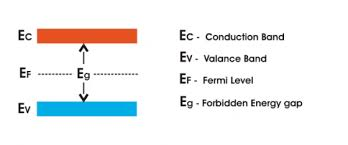 EC
EF Eg
EV
EC - Conduction Band
EV - Valance Band
EF - Fermi Level
Eg - Forbidden Energy gap